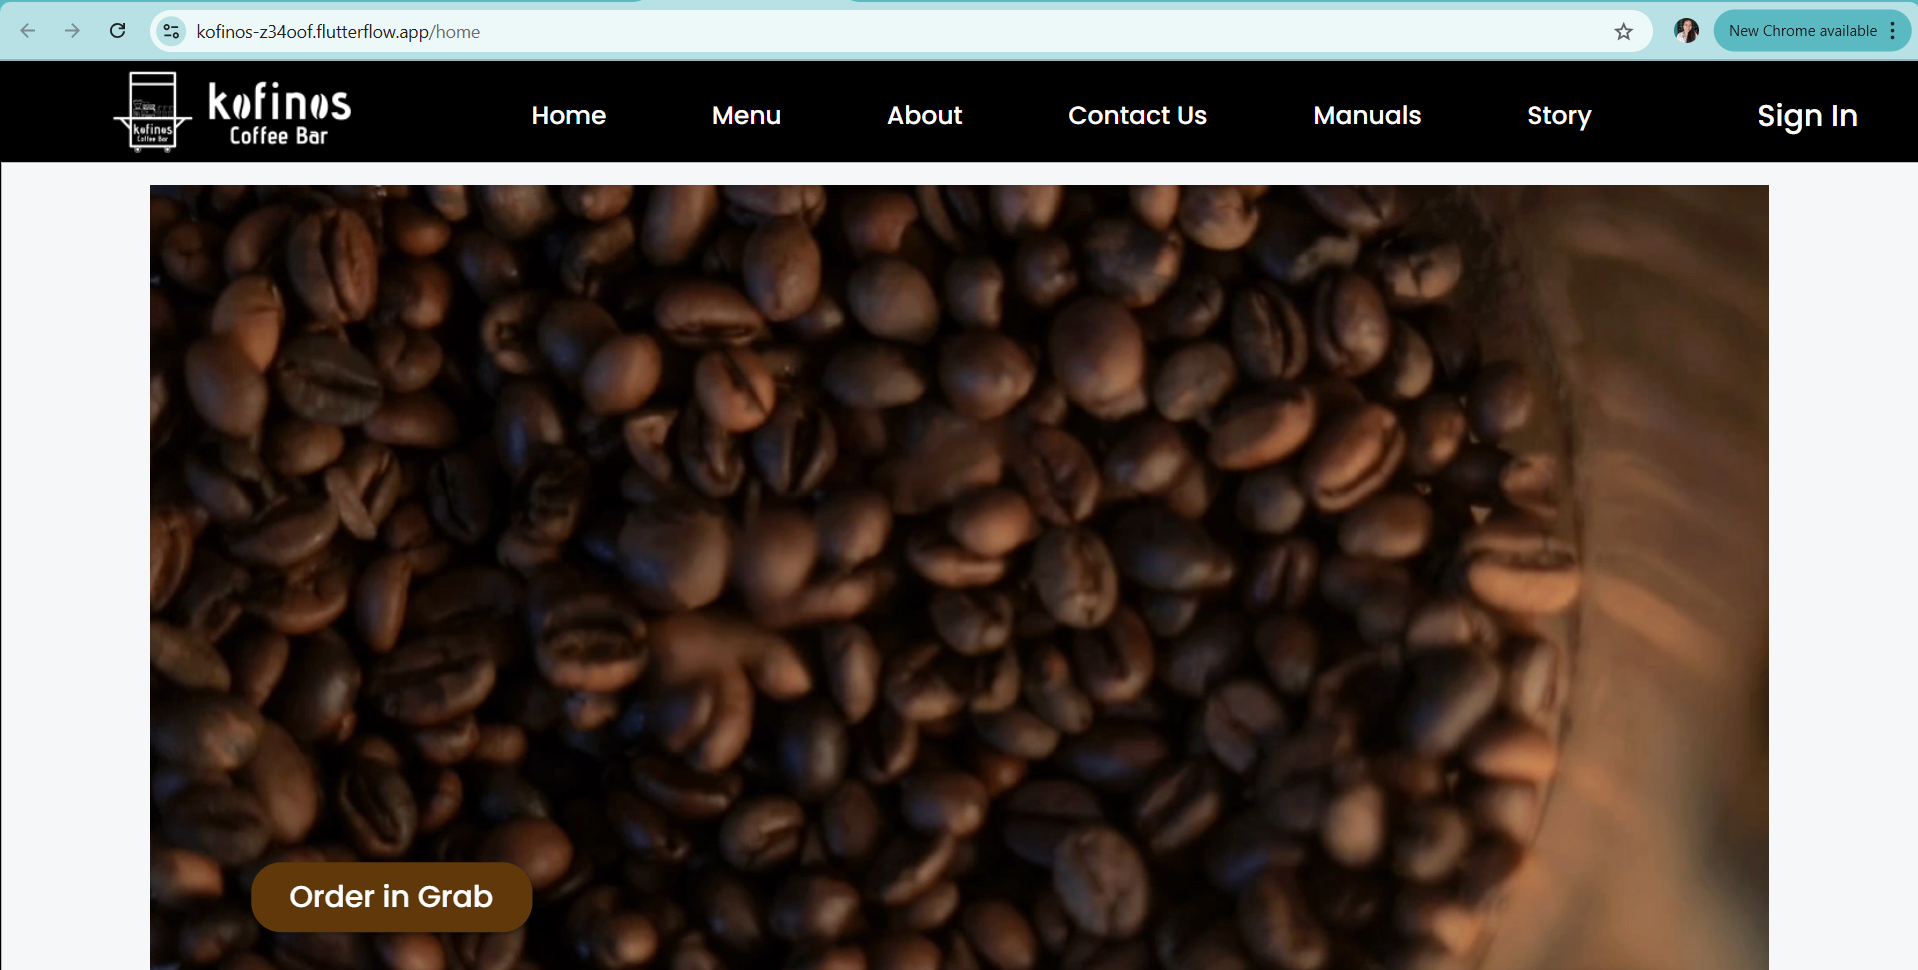 kofinos-z34oof.flutterflow.app/home
New Chrome available
kofinos
Coffee Bar
kofinos
Coffee Bar
Home
Menu
About
Contact Us
Manuals
Story
Sign In
Order in Grab